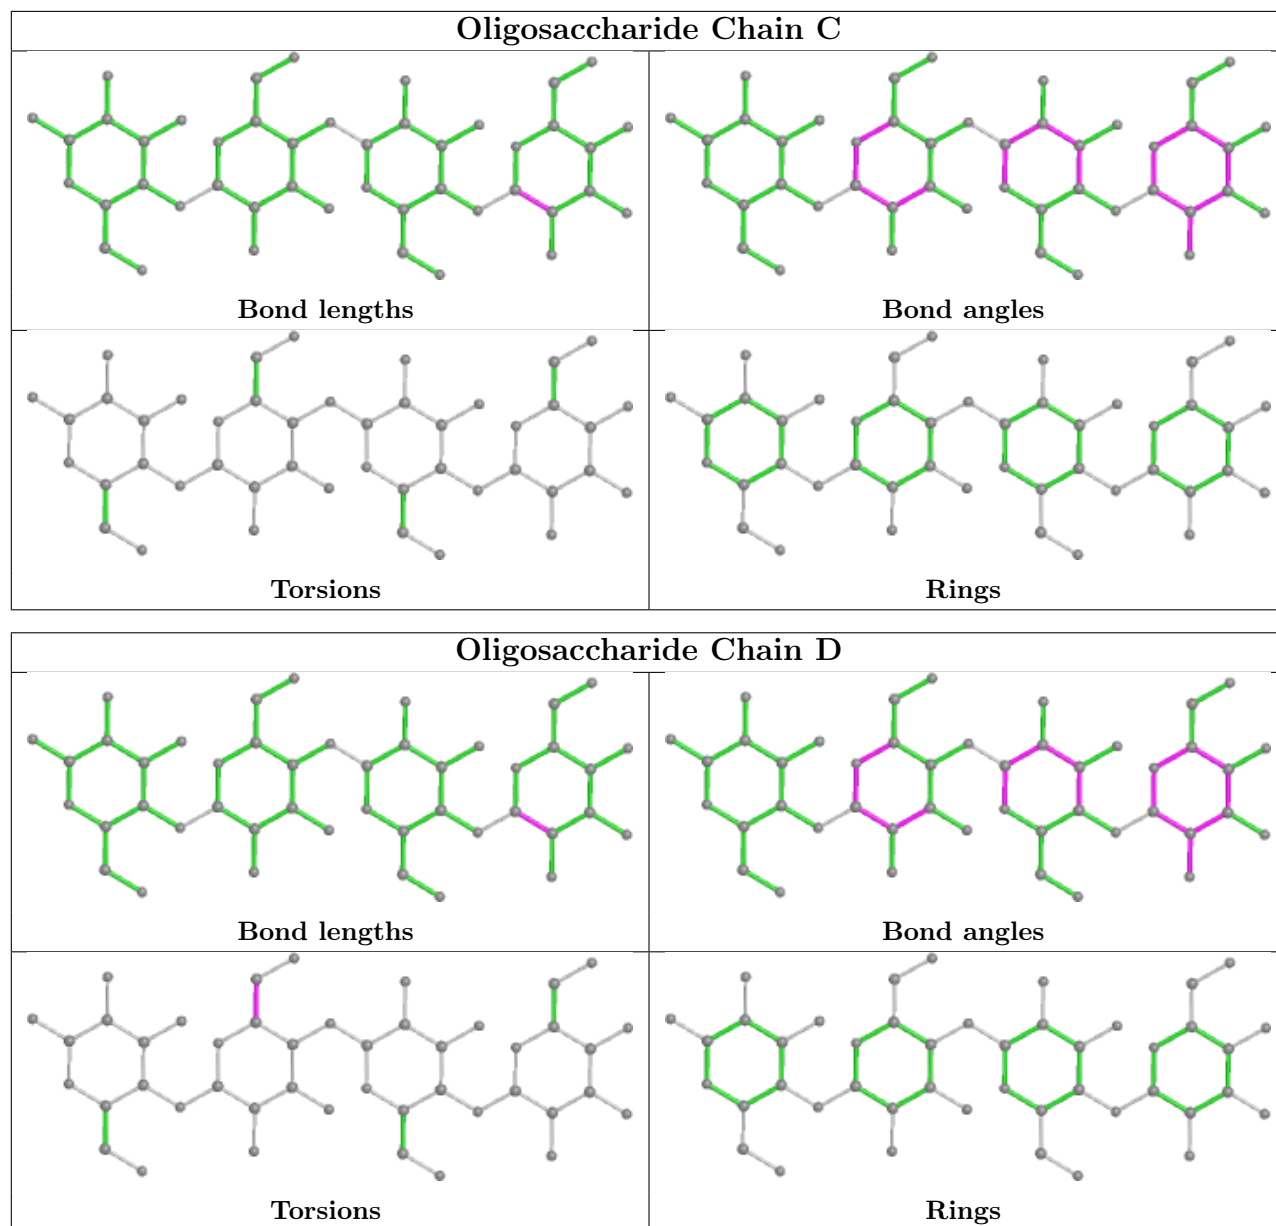 Oligosaccharide Chain C
Bond lengths
Bond angles
Torsions
Rings
Oligosaccharide Chain D
Bond lengths
Bond angles
Torsions
Rings